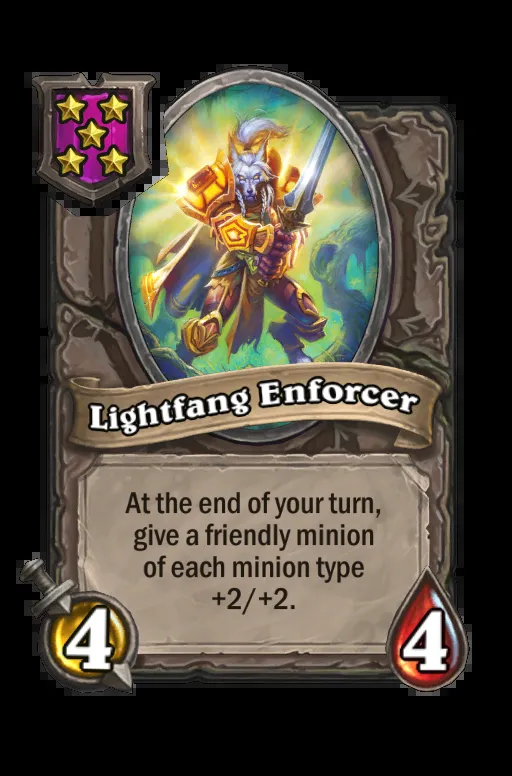 Lightfang Enforcer
At the end of your turn,
give a friendly minion
of each minion type
+2/+2.
4
4